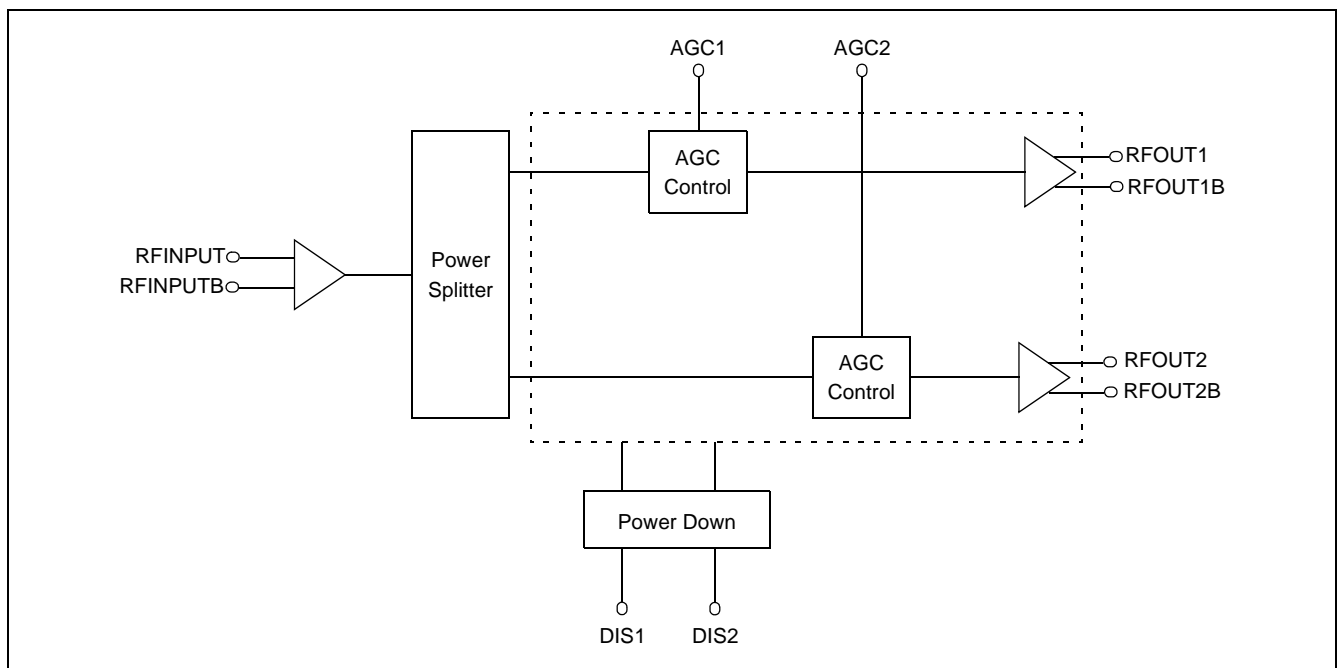 AGC1
AGC2
AGC
Control
RFOUT1
RFOUT1B
RFINPUT
RFINPUTB
Power
Splitter
AGC
Control
RFOUT2
RFOUT2B
Power Down
DIS1
DIS2